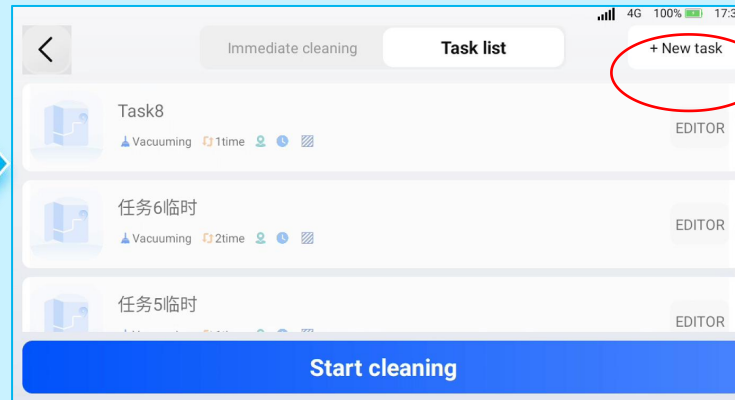 4G 100% 17:3
Immediate cleaning Task list + New task
Task8
Vacuuming 1time
EDITOR
任务6临时
Vacuuming 2time
EDITOR
任务5临时
EDITOR
Start cleaning